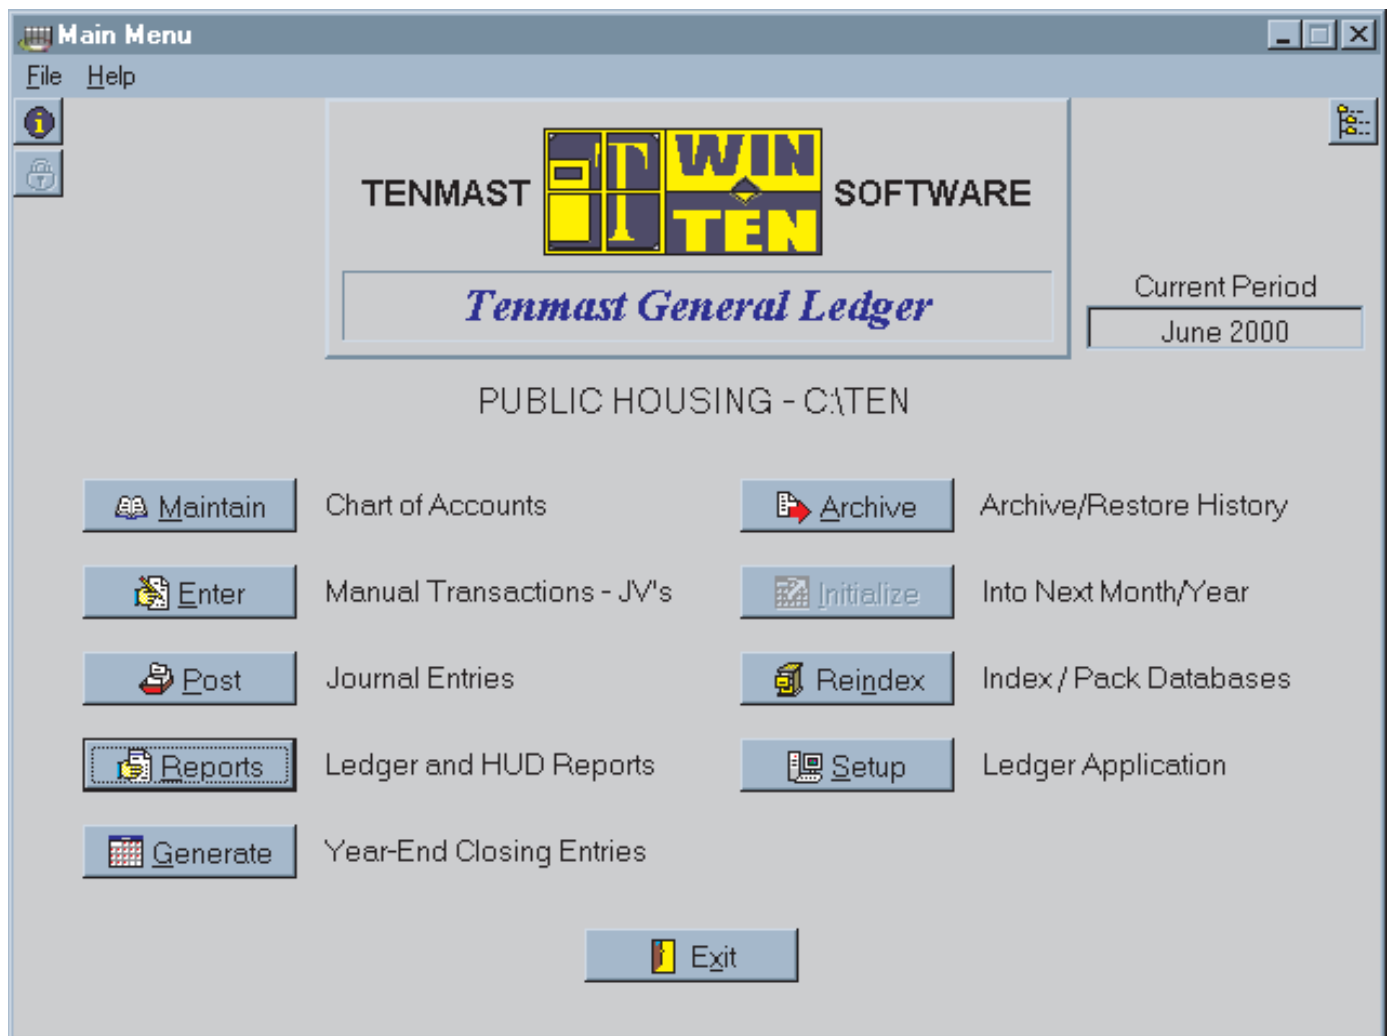 Main Menu
File Help
TENMAST T WIN TEN SOFTWARE
Tenmast General Ledger
Current Period
June 2000
PUBLIC HOUSING - C:\TEN
Maintain Chart of Accounts
Archive Archive/Restore History
Enter Manual Transactions - JV's
Initialize Into Next Month/Year
Post Journal Entries
Reindex Index / Pack Databases
Reports Ledger and HUD Reports
Setup Ledger Application
Generate Year-End Closing Entries
Exit